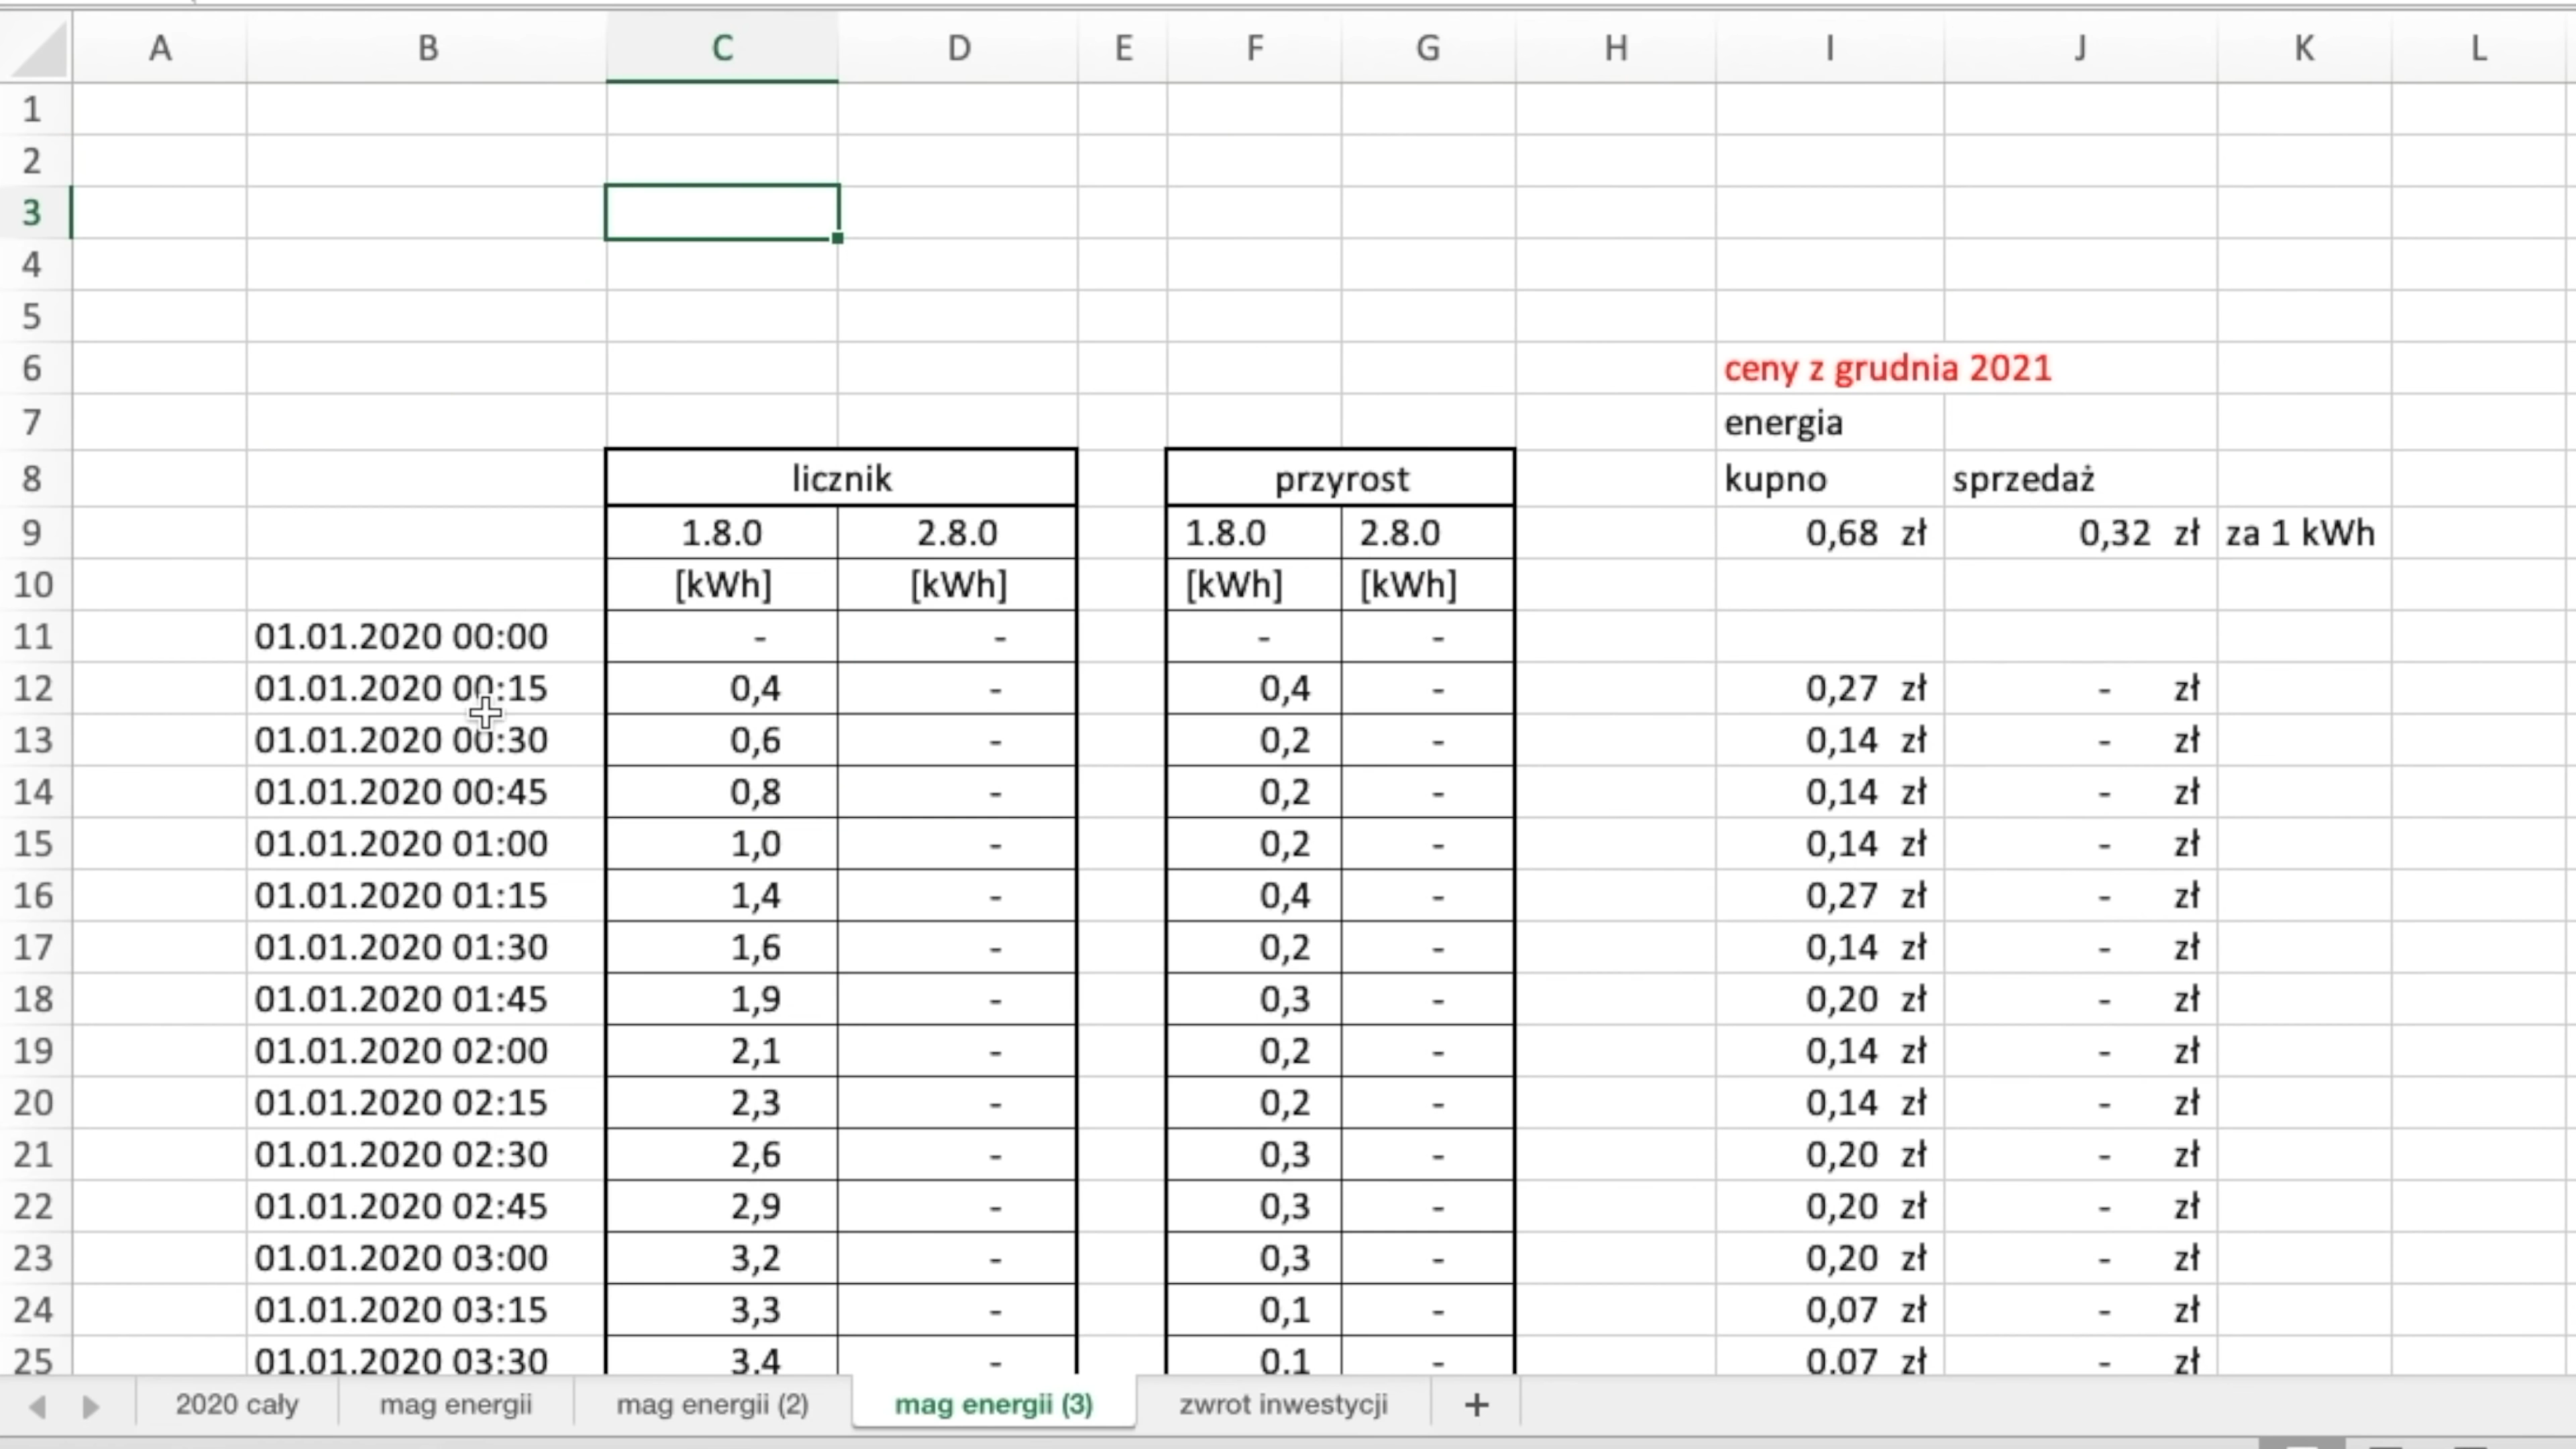 A B C D E F G H I J K L
1
2
3
4
5
6 ceny z grudnia 2021
7 energia
8 licznik przyrost kupno sprzedaż
9 1.8.0 2.8.0 1.8.0 2.8.0 0,68 zł 0,32 zł za 1 kWh
10 [kWh] [kWh] [kWh] [kWh]
11 01.01.2020 00:00 - - - -
12 01.01.2020 00:15 0,4 - 0,4 - 0,27 zł - zł
13 01.01.2020 00:30 0,6 - 0,2 - 0,14 zł - zł
14 01.01.2020 00:45 0,8 - 0,2 - 0,14 zł - zł
15 01.01.2020 01:00 1,0 - 0,2 - 0,14 zł - zł
16 01.01.2020 01:15 1,4 - 0,4 - 0,27 zł - zł
17 01.01.2020 01:30 1,6 - 0,2 - 0,14 zł - zł
18 01.01.2020 01:45 1,9 - 0,3 - 0,20 zł - zł
19 01.01.2020 02:00 2,1 - 0,2 - 0,14 zł - zł
20 01.01.2020 02:15 2,3 - 0,2 - 0,14 zł - zł
21 01.01.2020 02:30 2,6 - 0,3 - 0,20 zł - zł
22 01.01.2020 02:45 2,9 - 0,3 - 0,20 zł - zł
23 01.01.2020 03:00 3,2 - 0,3 - 0,20 zł - zł
24 01.01.2020 03:15 3,3 - 0,1 - 0,07 zł - zł
25 01.01.2020 03:30 3,4 - 0,1 - 0,07 zł - zł
2020 cały mag energii mag energii (2) mag energii (3) zwrot inwestycji +